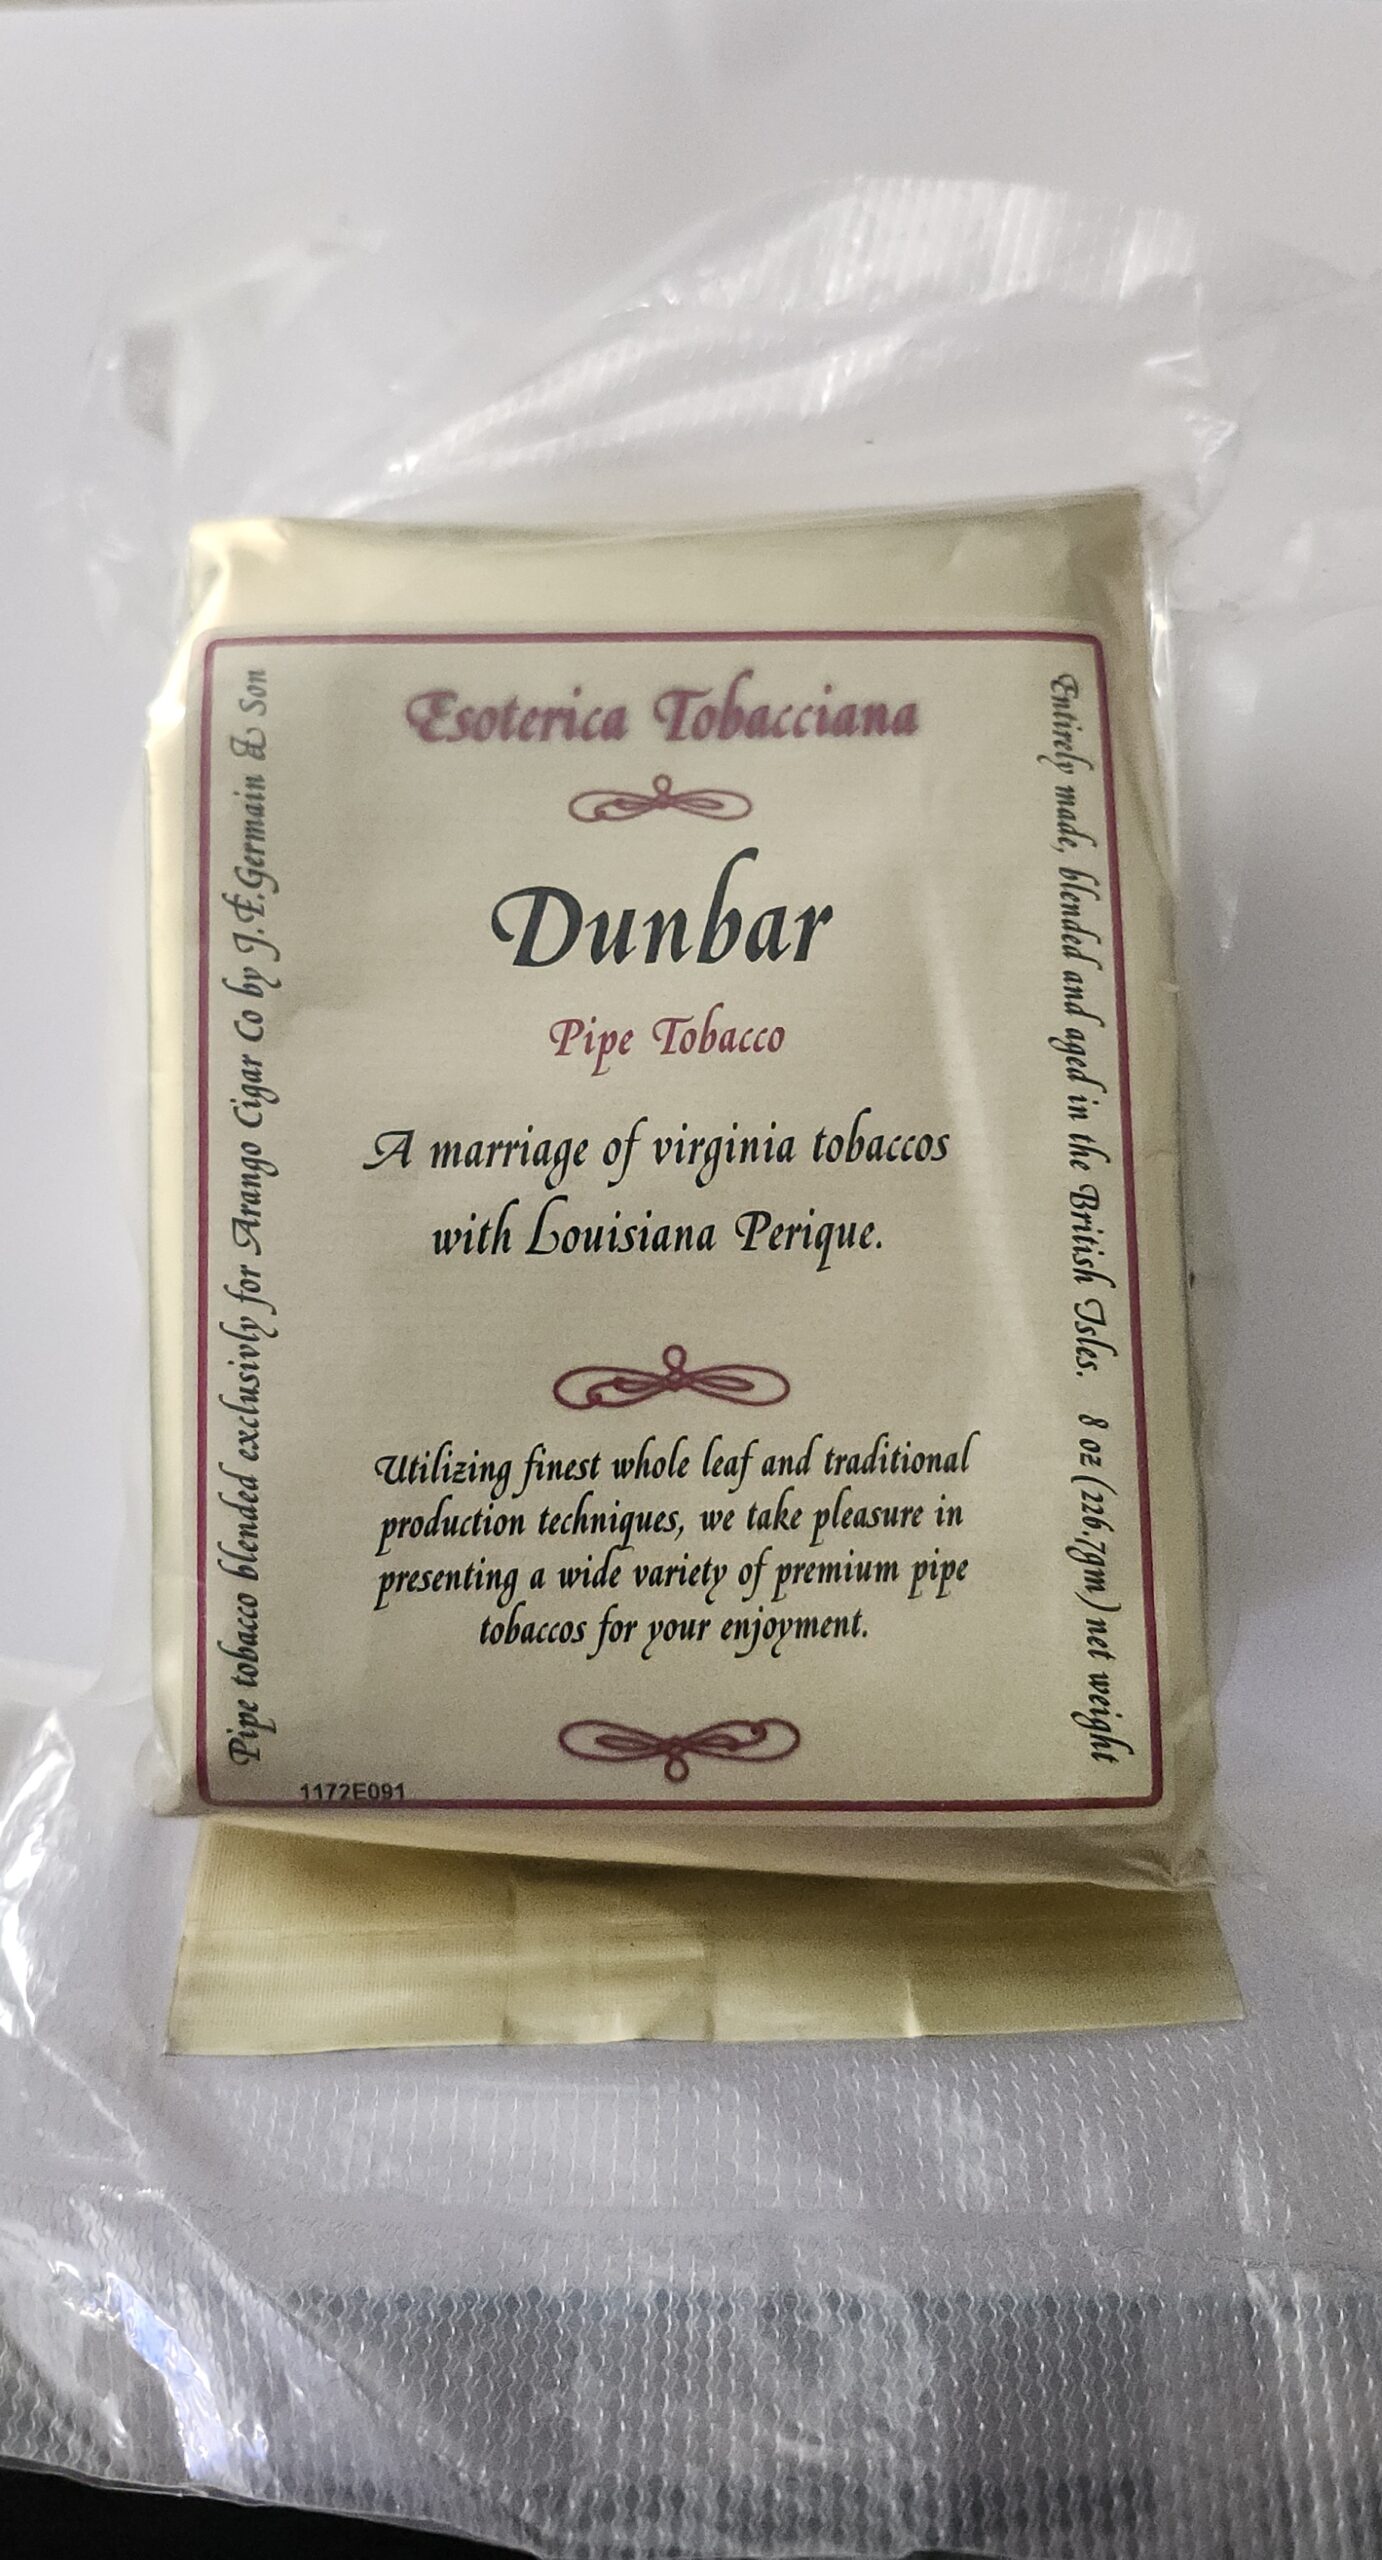 Esoterica Tobacciana
Dunbar
Pipe Tobacco
A marriage of virginia tobaccos
with Louisiana Perique.
Utilizing finest whole leaf and traditional
production techniques, we take pleasure in
presenting a wide variety of premium pipe
tobaccos for your enjoyment.
Pipe tobacco blended exclusivly for Arango Cigar Co by J.E.Germain & Son
Entirely made, blended and aged in the British Isles. 8 oz (226.7gm) net weight
1172E091